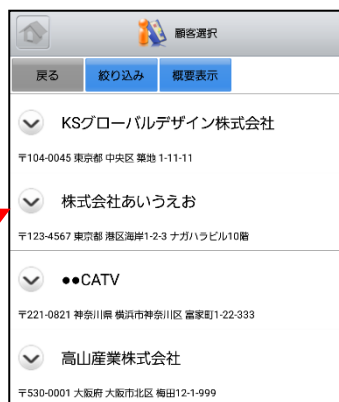 顧客選択
戻る 絞り込み 概要表示
KSグローバルデザイン株式会社
〒104-0045 東京都 中央区 築地 1-11-11
株式会社あいうえお
〒123-4567 東京都 港区海岸1-2-3 ナガハラビル10階
●●CATV
〒221-0821 神奈川県 横浜市神奈川区 富家町1-22-333
高山産業株式会社
〒530-0001 大阪府 大阪市北区 梅田12-1-999